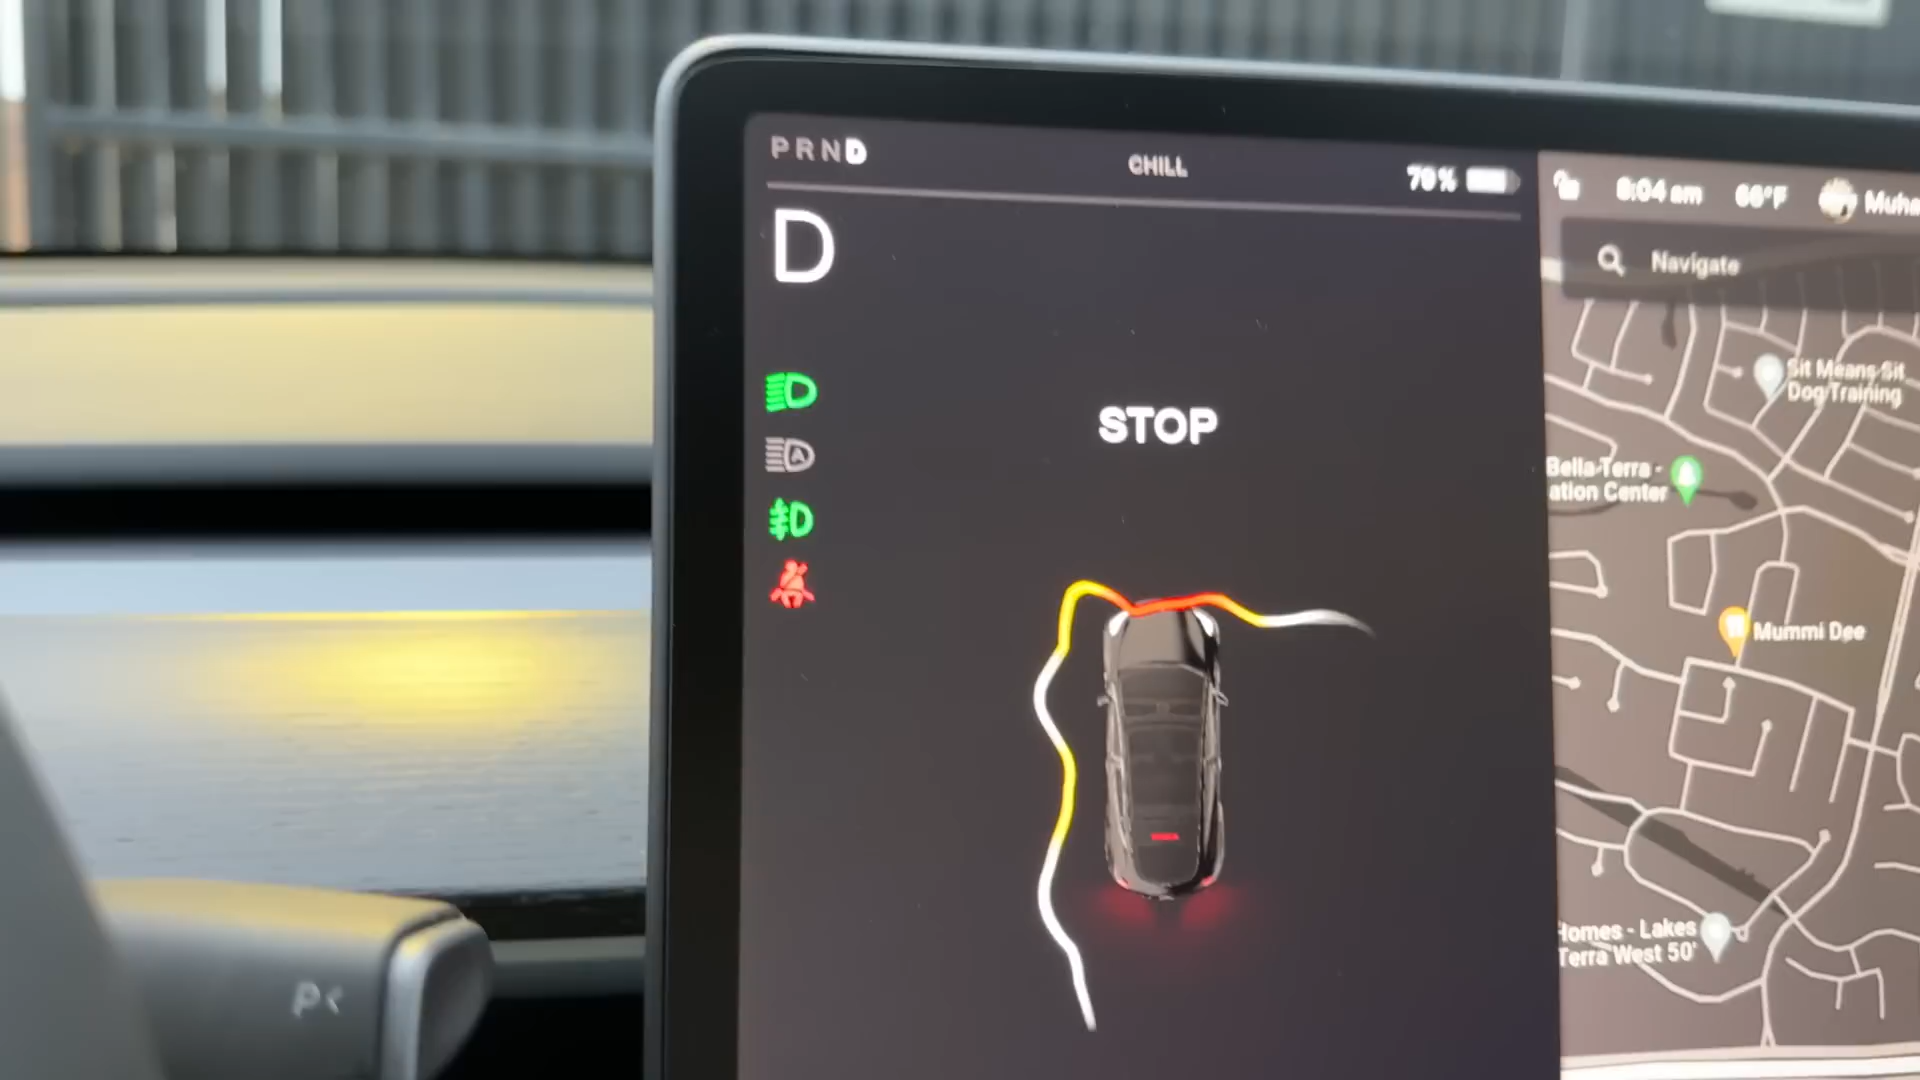 PRND
CHILL
79%
8:04 am
66°F
D
Navigate
Sit Means Sit
Dog Training
STOP
Bella Terra -
ation Center
Mummi Dee
Homes - Lakes
Terra West 50'
P<